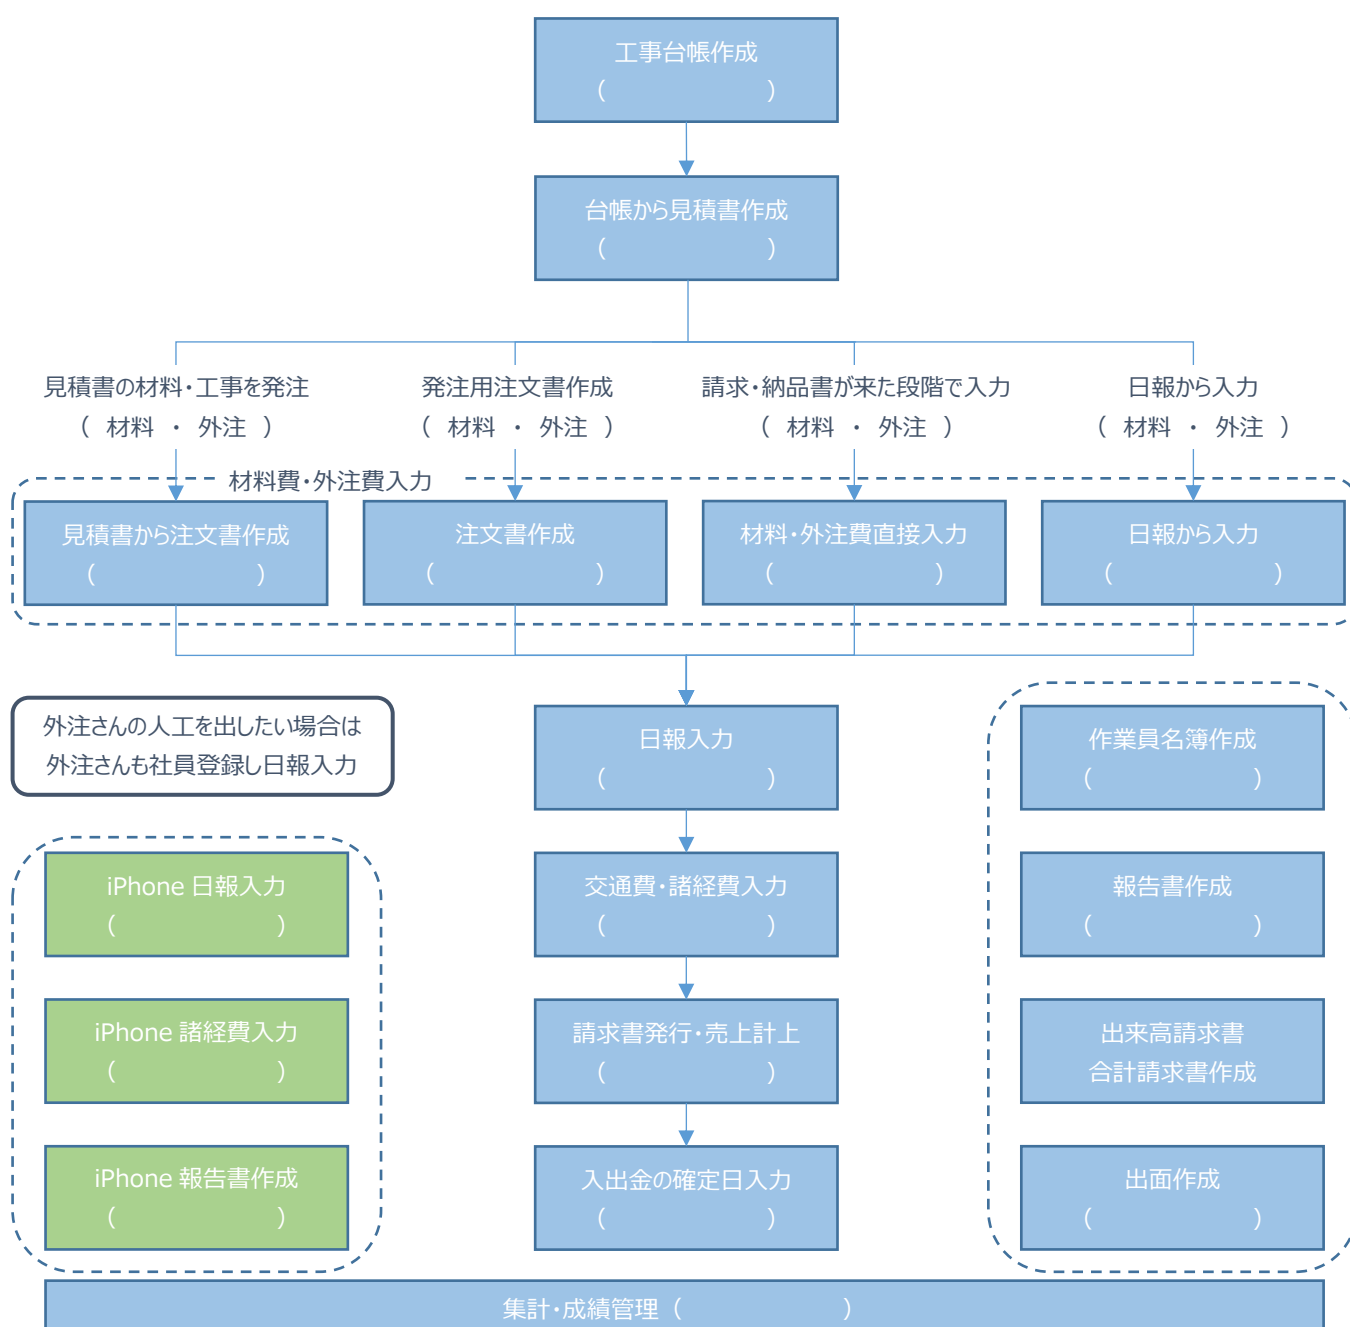 工事台帳作成
（　　　　　　　）
台帳から見積書作成
（　　　　　　　）
見積書の材料・工事を発注
（ 材料 ・ 外注 ）
発注用注文書作成
（ 材料 ・ 外注 ）
請求・納品書が来た段階で入力
（ 材料 ・ 外注 ）
日報から入力
（ 材料 ・ 外注 ）
材料費・外注費入力
見積書から注文書作成
（　　　　　　　）
注文書作成
（　　　　　　　）
材料・外注費直接入力
（　　　　　　　）
日報から入力
（　　　　　　　）
外注さんの人工を出したい場合は
外注さんも社員登録し日報入力
日報入力
（　　　　　　　）
作業員名簿作成
（　　　　　　　）
iPhone 日報入力
（　　　　　　　）
交通費・諸経費入力
（　　　　　　　）
報告書作成
（　　　　　　　）
iPhone 諸経費入力
（　　　　　　　）
請求書発行・売上計上
（　　　　　　　）
出来高請求書
合計請求書作成
iPhone 報告書作成
（　　　　　　　）
入出金の確定日入力
（　　　　　　　）
出面作成
（　　　　　　　）
集計・成績管理（　　　　　　　）